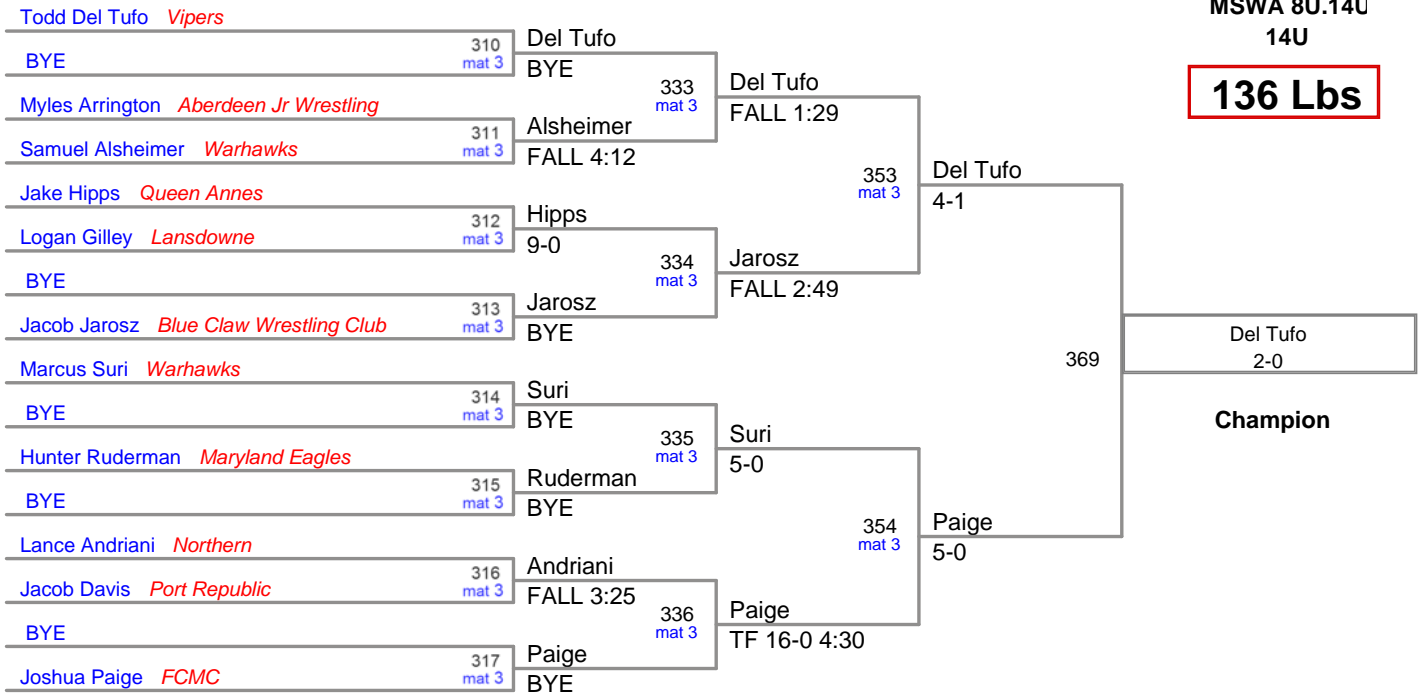 MSWA 8U.14U
14U
136 Lbs
Todd Del Tufo Vipers
BYE
310
mat 3
Del Tufo
BYE
Myles Arrington Aberdeen Jr Wrestling
Samuel Alsheimer Warhawks
311
mat 3
Alsheimer
FALL 4:12
333
mat 3
Del Tufo
FALL 1:29
Jake Hipps Queen Annes
Logan Gilley Lansdowne
312
mat 3
Hipps
9-0
BYE
Jacob Jarosz Blue Claw Wrestling Club
313
mat 3
Jarosz
BYE
334
mat 3
Jarosz
FALL 2:49
353
mat 3
Del Tufo
4-1
Marcus Suri Warhawks
BYE
314
mat 3
Suri
BYE
Hunter Ruderman Maryland Eagles
BYE
315
mat 3
Ruderman
BYE
335
mat 3
Suri
5-0
Lance Andriani Northern
Jacob Davis Port Republic
316
mat 3
Andriani
FALL 3:25
BYE
Joshua Paige FCMC
317
mat 3
Paige
BYE
336
mat 3
Paige
TF 16-0 4:30
354
mat 3
Paige
5-0
369
Del Tufo
2-0
Champion